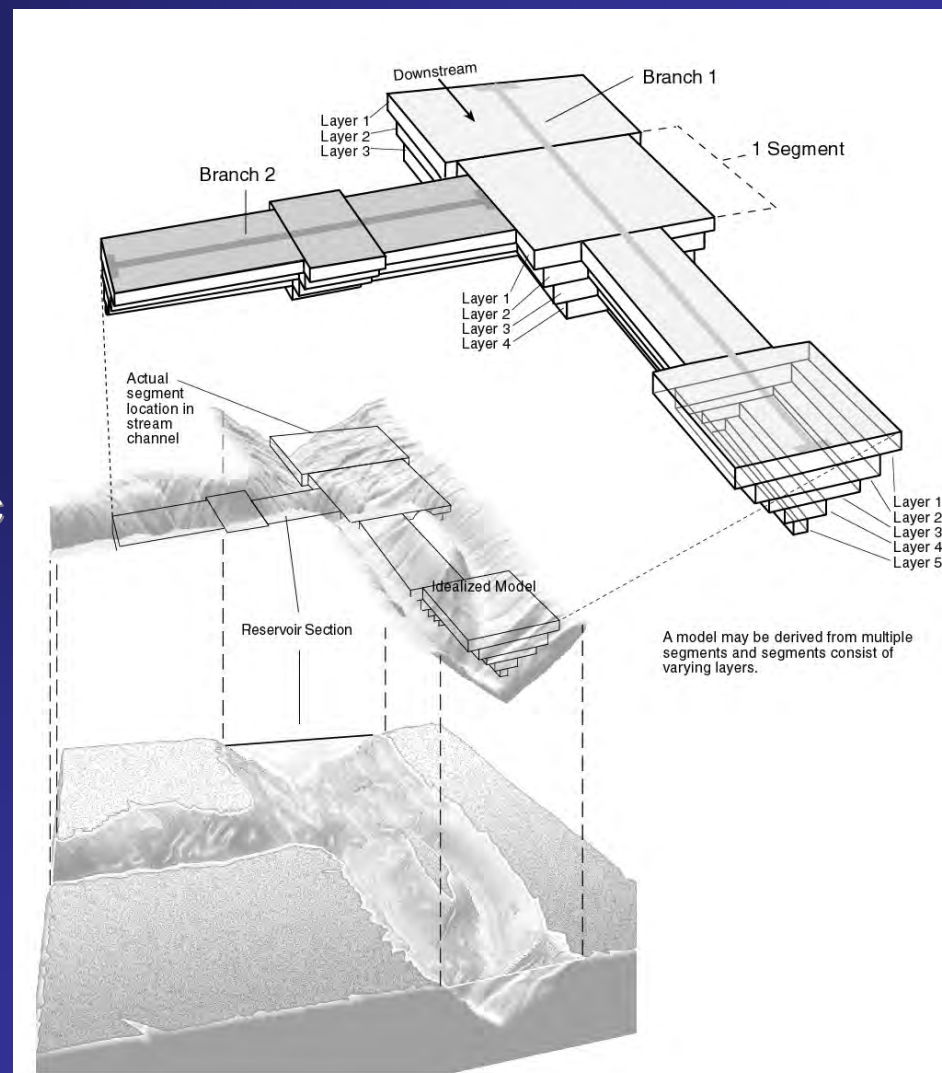 Downstream
Branch 1
Layer 1
Layer 2
Layer 3
1 Segment
Branch 2
Layer 1
Layer 2
Layer 3
Layer 4
Actual
segment
location in
stream
channel
Layer 1
Layer 2
Layer 3
Layer 4
Layer 5
Idealized Model
Reservoir Section
A model may be derived from multiple
segments and segments consist of
varying layers.